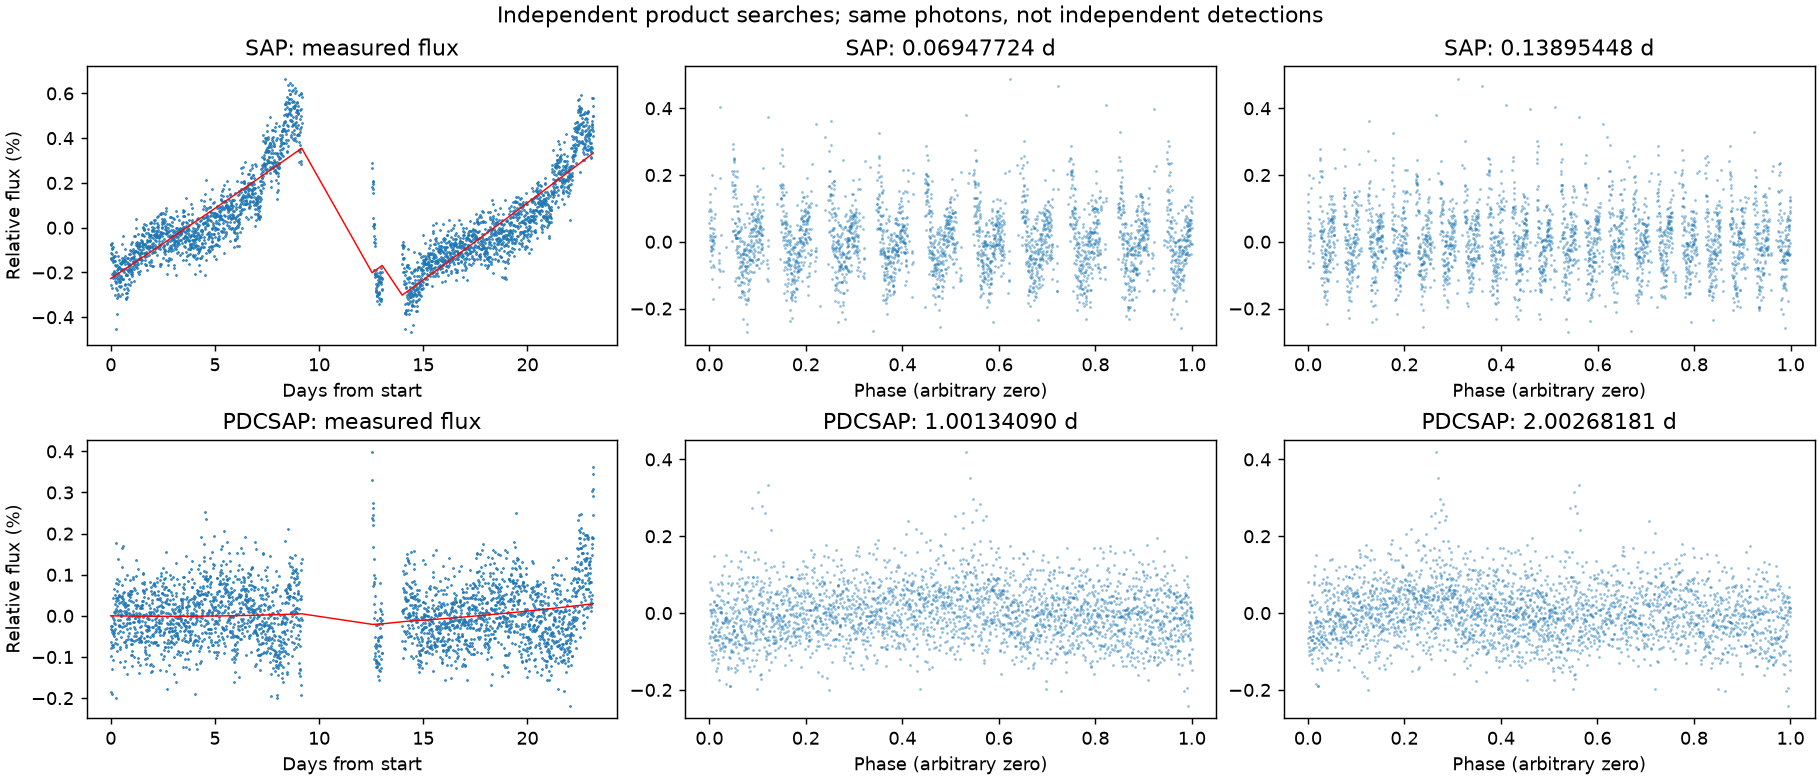 Independent product searches; same photons, not independent detections
SAP: measured flux
SAP: 0.06947724 d
SAP: 0.13895448 d
Relative flux (%)
0.6
0.4
0.2
0.0
−0.2
−0.4
0.4
0.2
0.0
−0.2
0.4
0.2
0.0
−0.2
0 5 10 15 20
0.0 0.2 0.4 0.6 0.8 1.0
0.0 0.2 0.4 0.6 0.8 1.0
Days from start
Phase (arbitrary zero)
Phase (arbitrary zero)
PDCSAP: measured flux
PDCSAP: 1.00134090 d
PDCSAP: 2.00268181 d
Relative flux (%)
0.4
0.3
0.2
0.1
0.0
−0.1
−0.2
0.4
0.2
0.0
−0.2
0.4
0.2
0.0
−0.2
0 5 10 15 20
0.0 0.2 0.4 0.6 0.8 1.0
0.0 0.2 0.4 0.6 0.8 1.0
Days from start
Phase (arbitrary zero)
Phase (arbitrary zero)